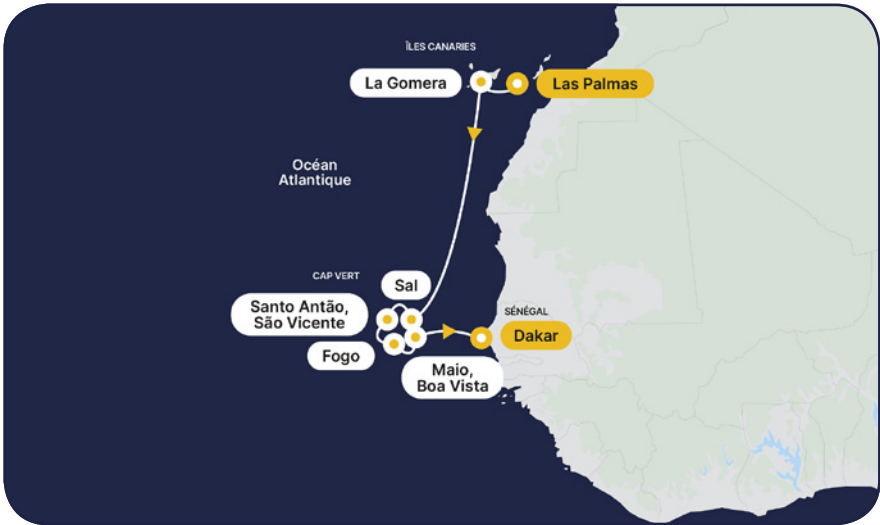 ÎLES CANARIES
La Gomera
Las Palmas
Océan
Atlantique
CAP VERT
Sal
Santo Antão,
São Vicente
SÉNÉGAL
Dakar
Fogo
Maio,
Boa Vista